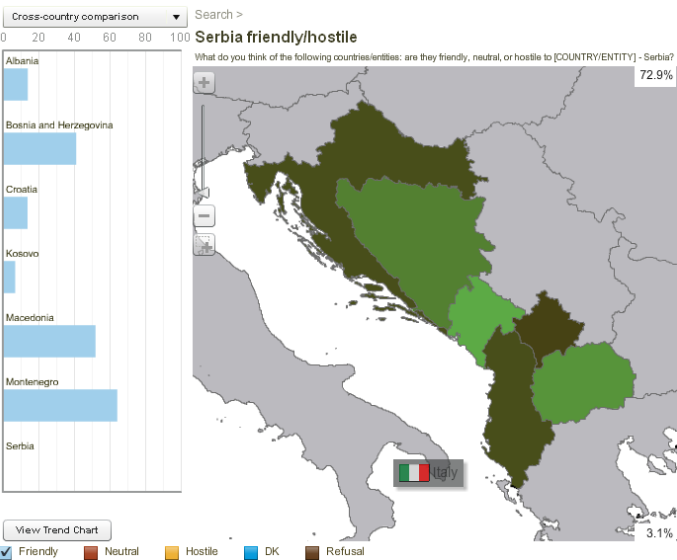 Cross-country comparison
Search >
0 20 40 60 80 100
Serbia friendly/hostile
What do you think of the following countries/entities: are they friendly, neutral, or hostile to [COUNTRY/ENTITY] - Serbia?
72.9%
Albania
Bosnia and Herzegovina
Croatia
Kosovo
Macedonia
Montenegro
Serbia
Italy
View Trend Chart
3.1%
Friendly Neutral Hostile DK Refusal